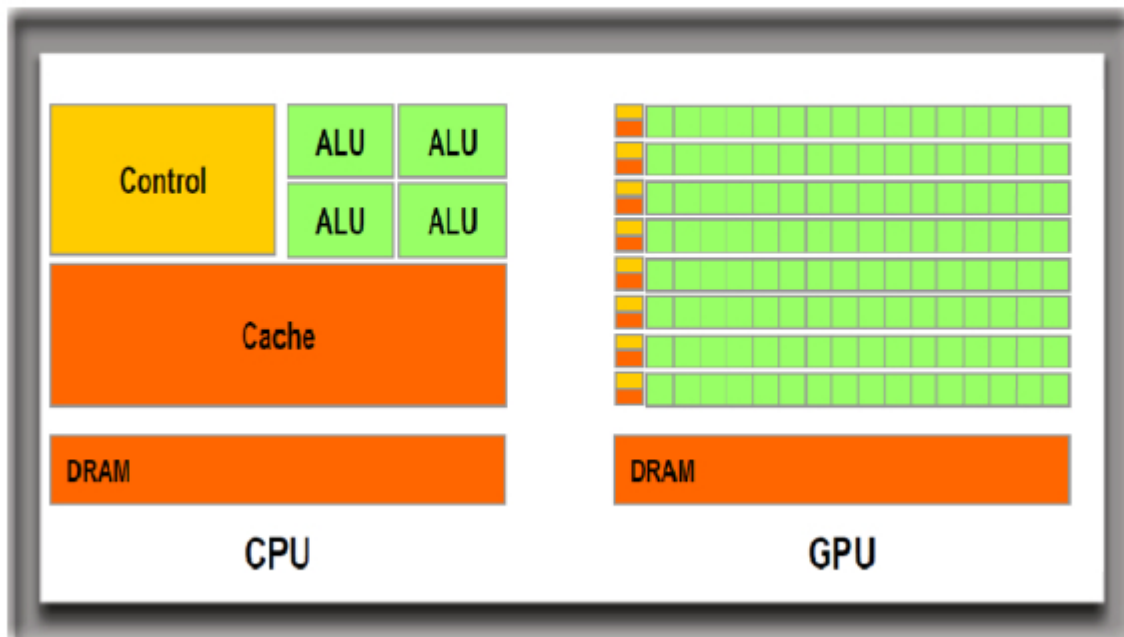 Control
ALU ALU
ALU ALU
Cache
DRAM
CPU
DRAM
GPU